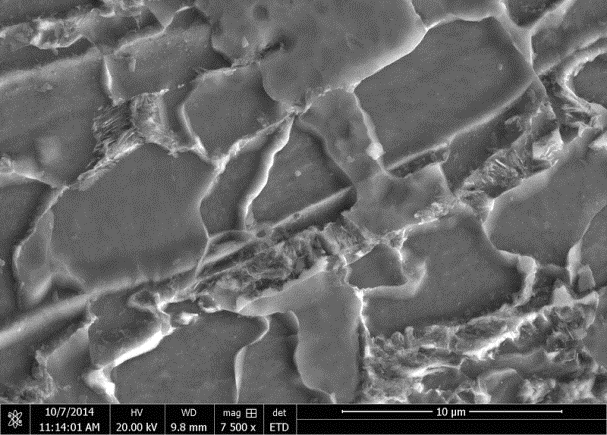 10/7/2014 HV WD mag det 10 µm
11:14:01 AM 20.00 kV 9.8 mm 7 500 x ETD